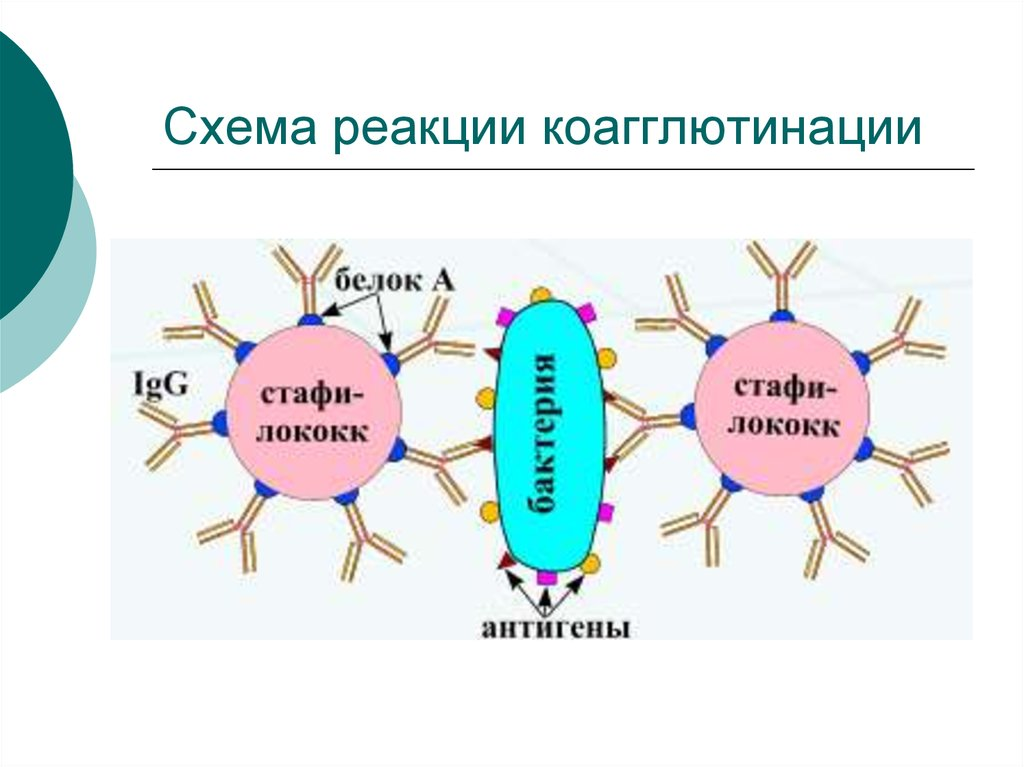 Схема реакции коагглютинации
белок А
IgG
стафи-
лококк
бактерия
стафи-
лококк
антигены